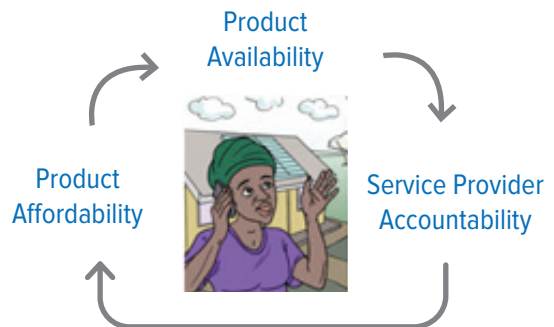 Product
Availability
Service Provider
Accountability
Product
Affordability